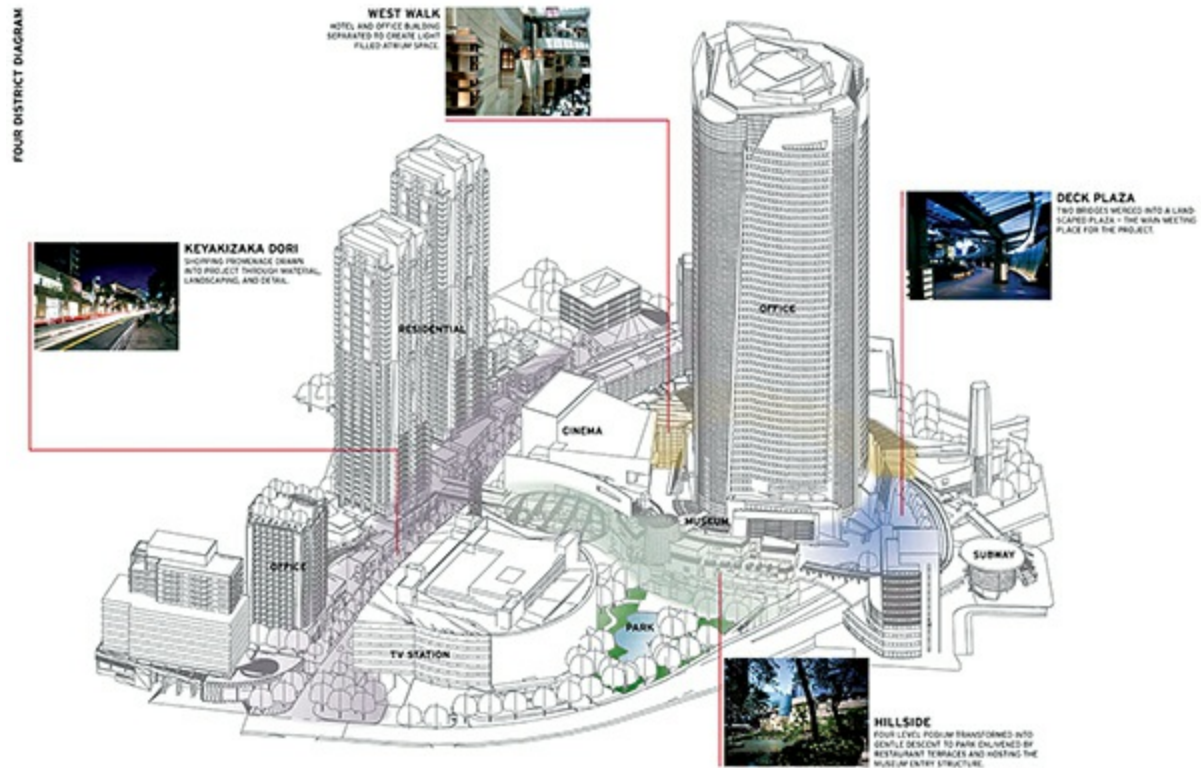 FOUR DISTRICT DIAGRAM
WEST WALK
HOTEL AND OFFICE BUILDING
SEPARATED TO CREATE LIGHT
FILLED ATRIUM SPACE.
DECK PLAZA
TWO BRIDGES MERGED INTO A LAND-
SCAPED PLAZA - THE MAIN MEETING
PLACE FOR THE PROJECT.
KEYAKIZAKA DORI
SHOPPING PROMENADE DRAWN
INTO PROJECT THROUGH MATERIAL,
LANDSCAPING, AND DETAIL.
OFFICE
RESIDENTIAL
CINEMA
MUSEUM
SUBWAY
OFFICE
PARK
TV STATION
HILLSIDE
FOUR LEVEL PODIUM TRANSFORMED INTO
GENTLE DESCENT TO PARK ENLIVENED BY
RESTAURANT TERRACES AND HOSTING THE
MUSEUM ENTRY STRUCTURE.